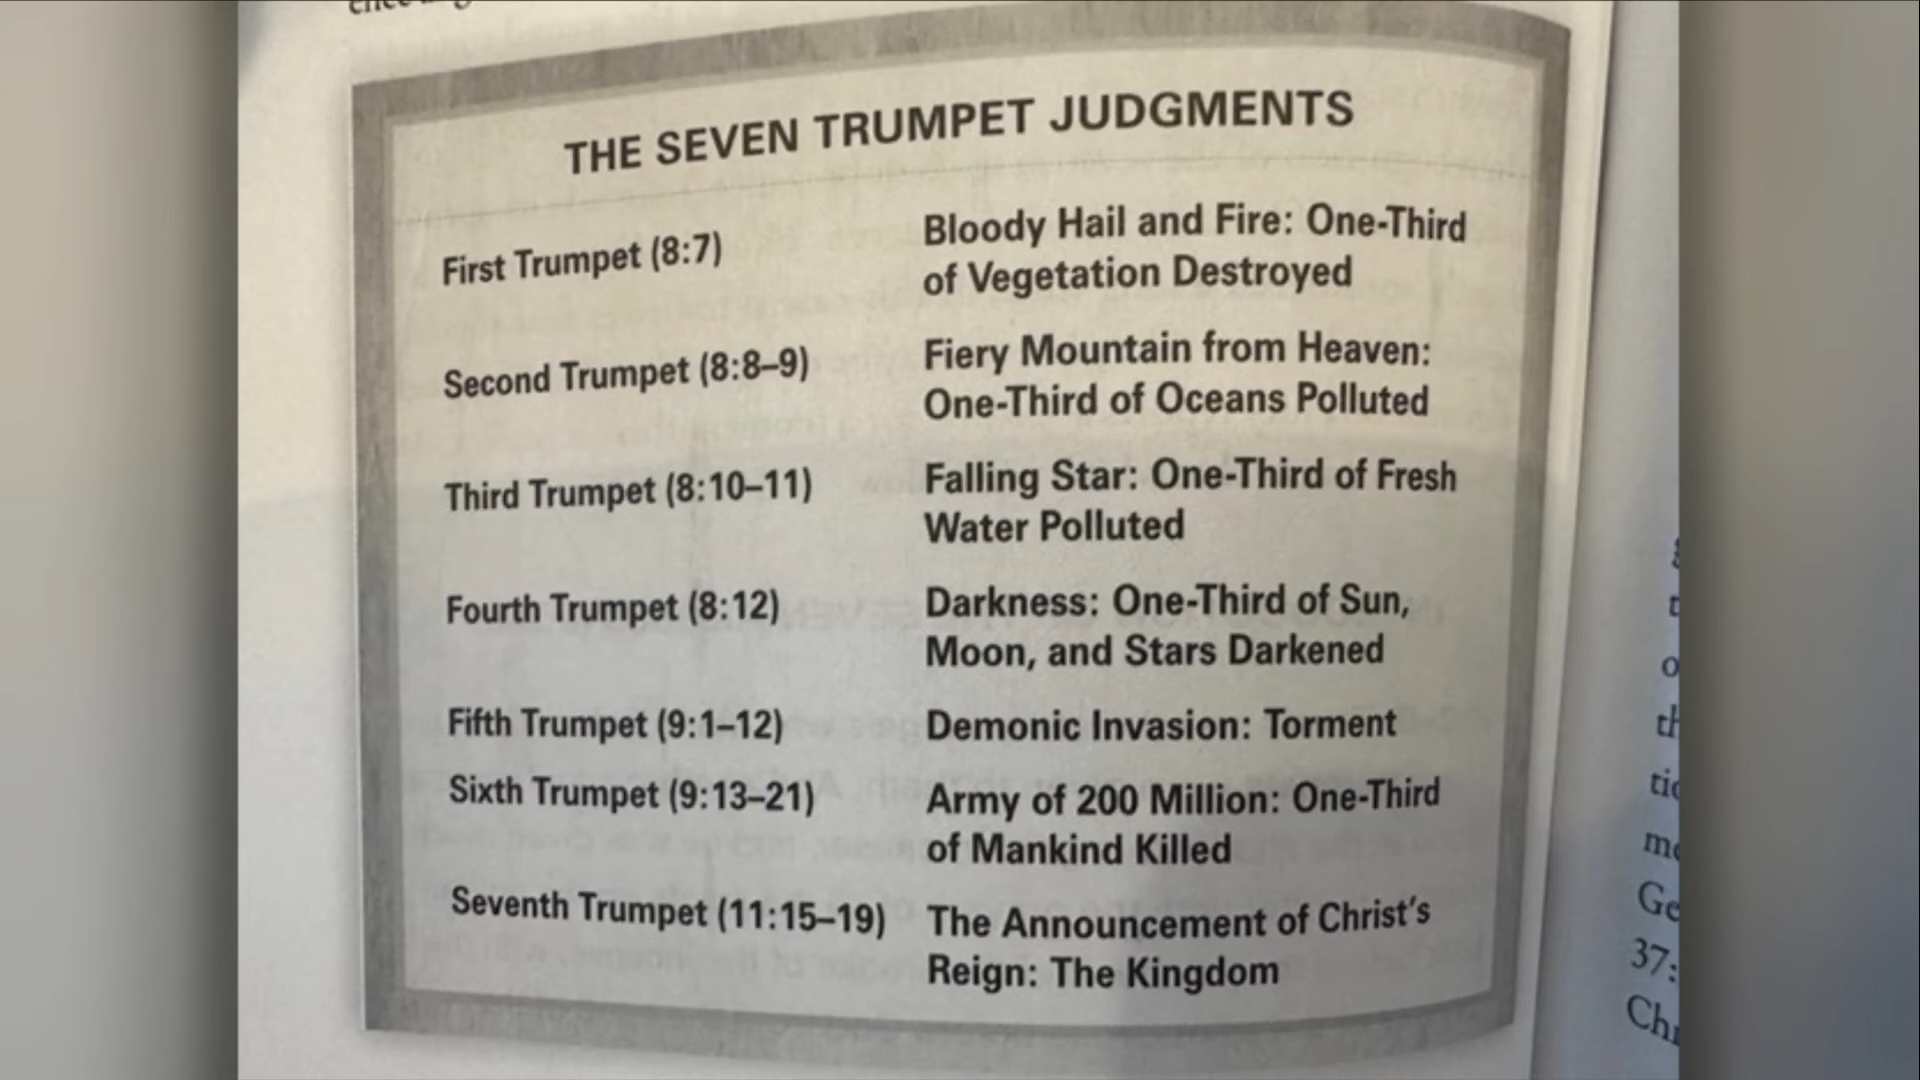 THE SEVEN TRUMPET JUDGMENTS
First Trumpet (8:7)
Bloody Hail and Fire: One-Third
of Vegetation Destroyed
Second Trumpet (8:8–9)
Fiery Mountain from Heaven:
One-Third of Oceans Polluted
Third Trumpet (8:10–11)
Falling Star: One-Third of Fresh
Water Polluted
Fourth Trumpet (8:12)
Darkness: One-Third of Sun,
Moon, and Stars Darkened
Fifth Trumpet (9:1–12)
Demonic Invasion: Torment
Sixth Trumpet (9:13–21)
Army of 200 Million: One-Third
of Mankind Killed
Seventh Trumpet (11:15–19)
The Announcement of Christ's
Reign: The Kingdom
37: